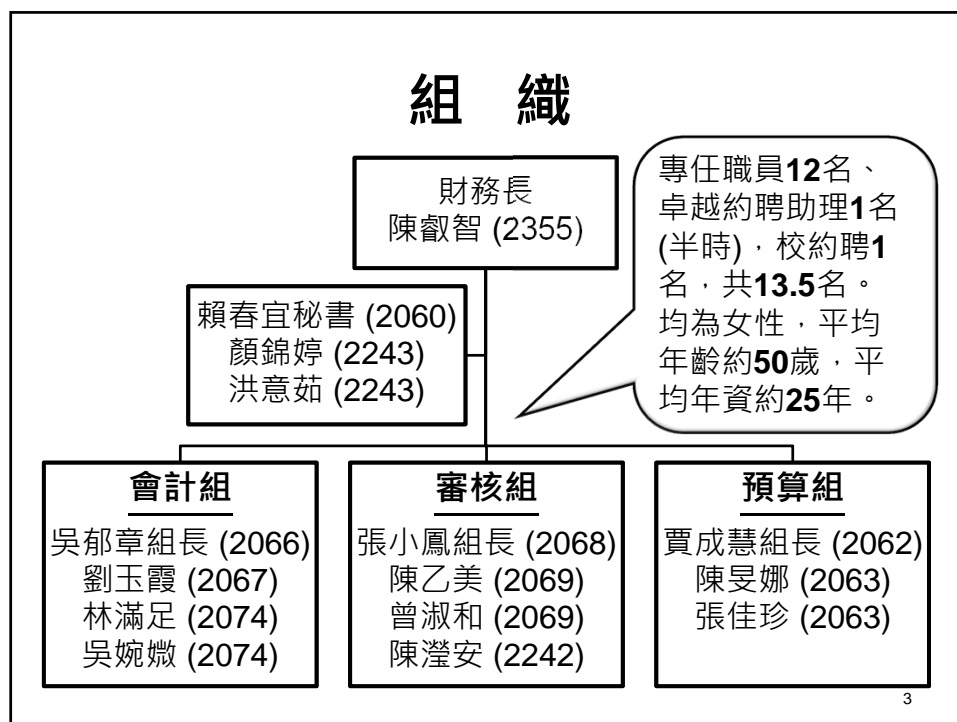 組 織
財務長
陳叡智 (2355)
專任職員12名、
卓越約聘助理1名
(半時)，校約聘1
名，共13.5名。
均為女性，平均
年齡約50歲，平
均年資約25年。
賴春宜秘書 (2060)
顏錦婷 (2243)
洪意茹 (2243)
會計組
吳郁章組長 (2066)
劉玉霞 (2067)
林滿足 (2074)
吳婉媺 (2074)
審核組
張小鳳組長 (2068)
陳乙美 (2069)
曾淑和 (2069)
陳瀅安 (2242)
預算組
賈成慧組長 (2062)
陳旻娜 (2063)
張佳珍 (2063)
3